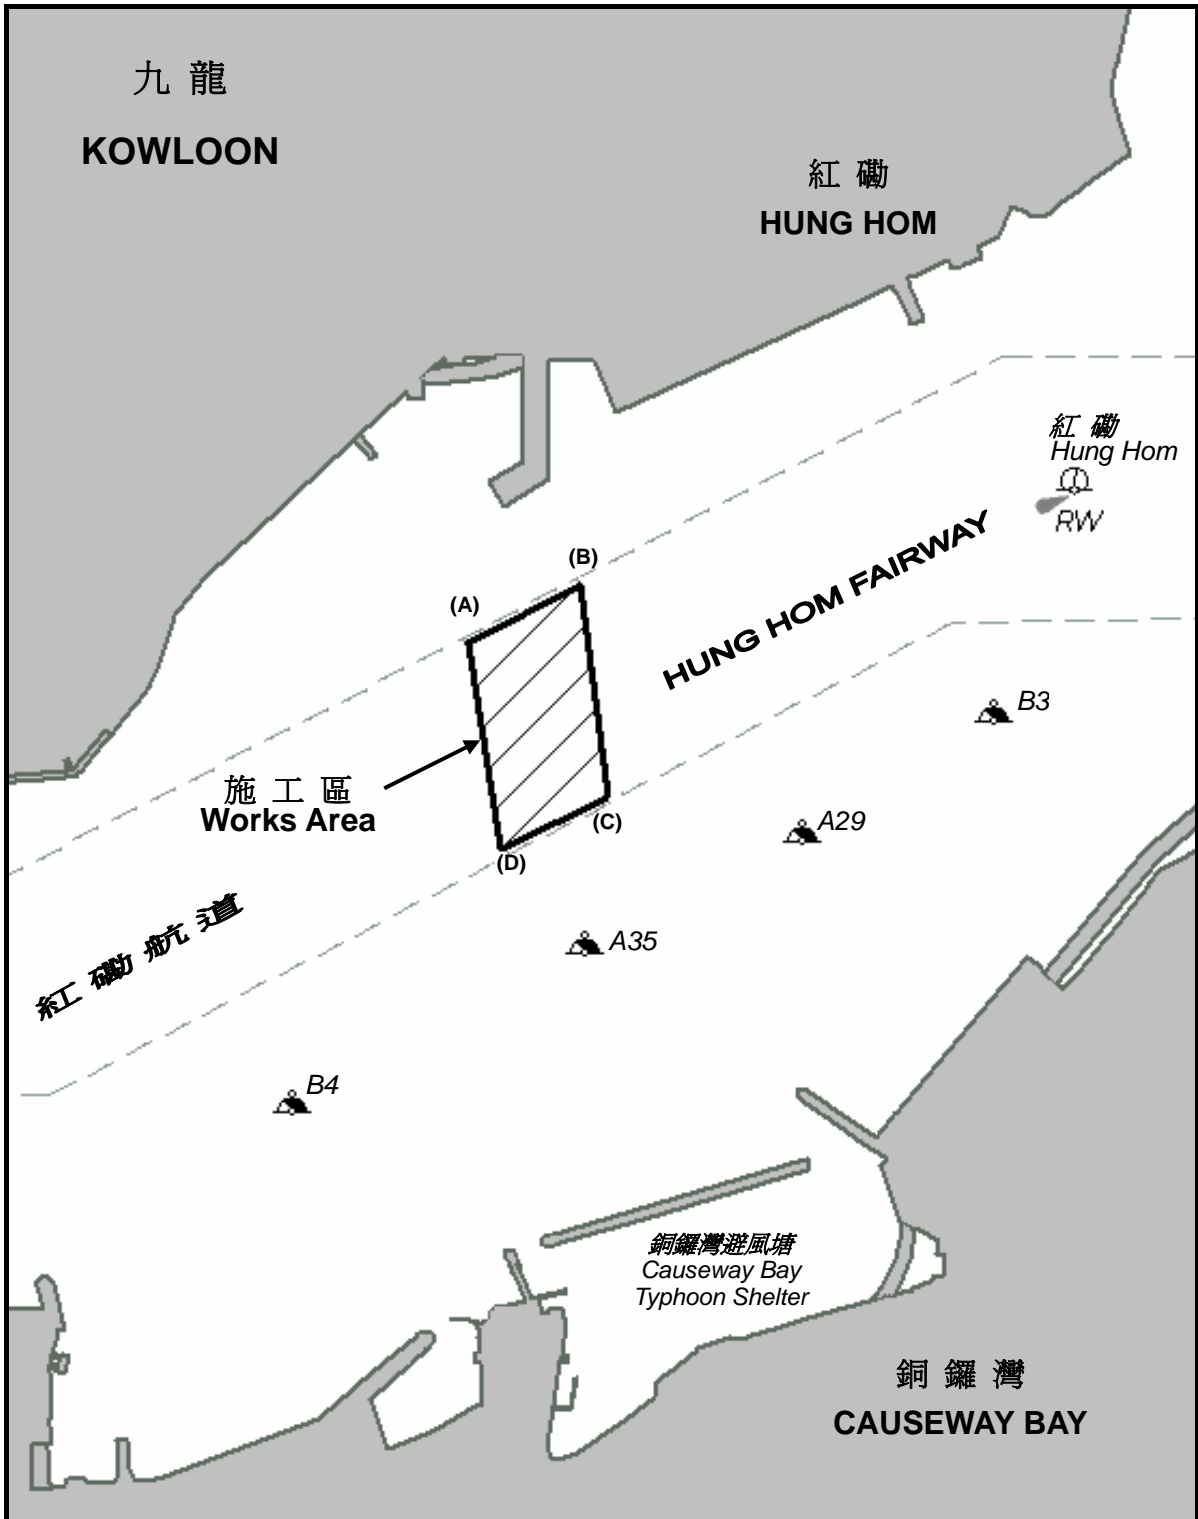 九 龍
KOWLOON
紅 磡
HUNG HOM
紅 磡
Hung Hom
RW
HUNG HOM FAIRWAY
(B)
(A)
B3
施 工 區
Works Area
A29
(C)
(D)
紅 磡 航 道
A35
B4
銅鑼灣避風塘
Causeway Bay
Typhoon Shelter
銅 鑼 灣
CAUSEWAY BAY